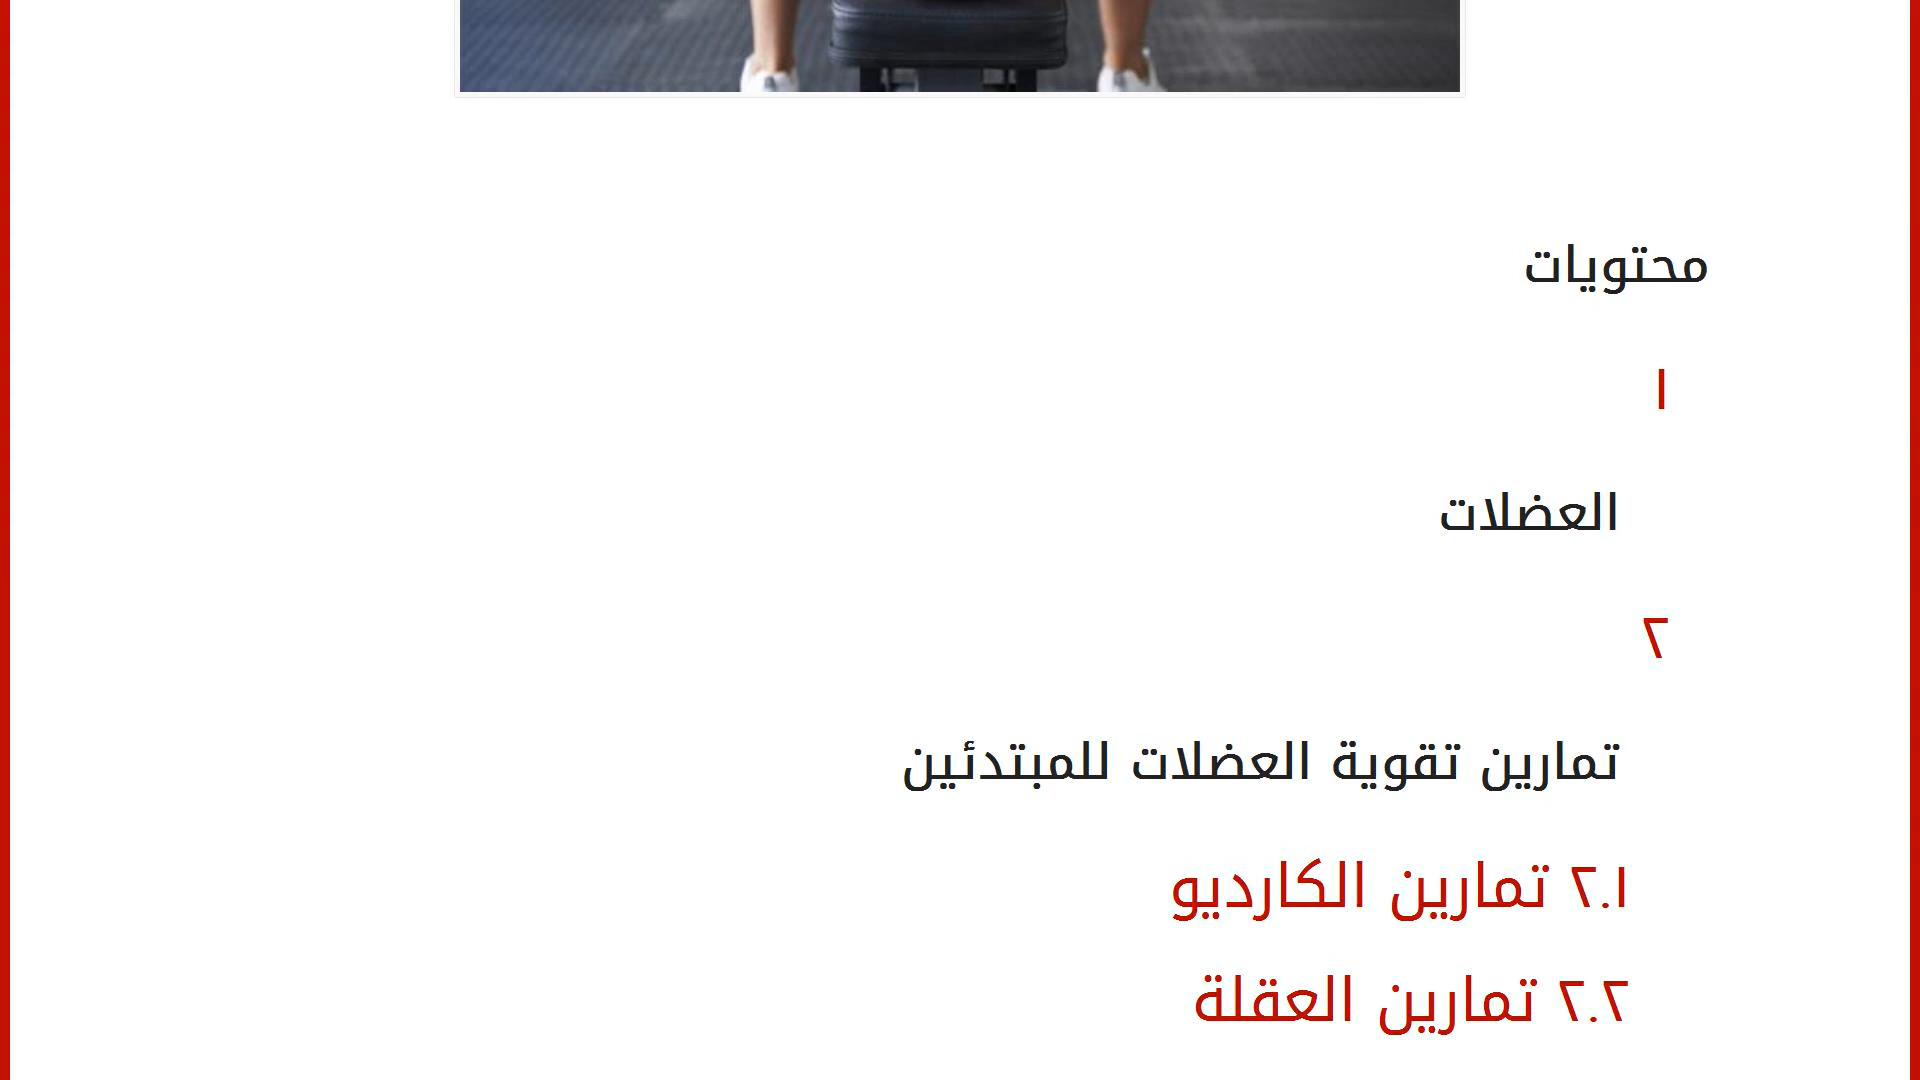 محتويات
١
العضلات
٢
تمارين تقوية العضلات للمبتدئين
٢.١ تمارين الكارديو
٢.٢ تمارين العقلة